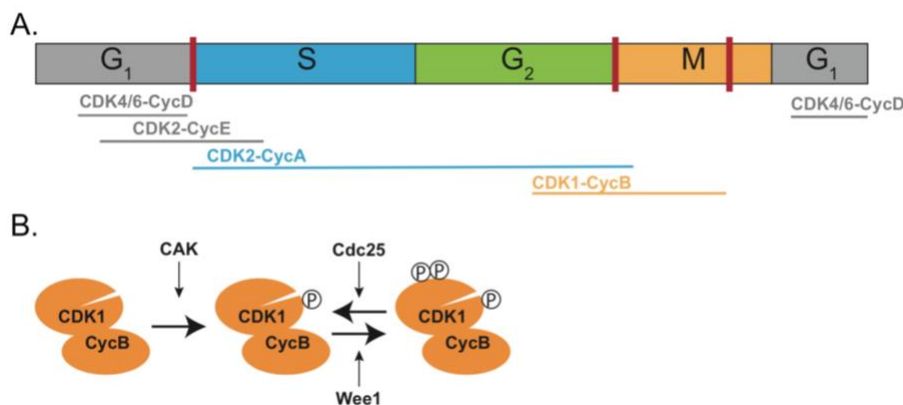 A.
G₁ S G₂ M G₁
CDK4/6-CycD CDK4/6-CycD
CDK2-CycE
CDK2-CycA
CDK1-CycB
B.
CAK Cdc25
P P
P P
CDK1 CDK1 CDK1
CycB CycB CycB
Wee1